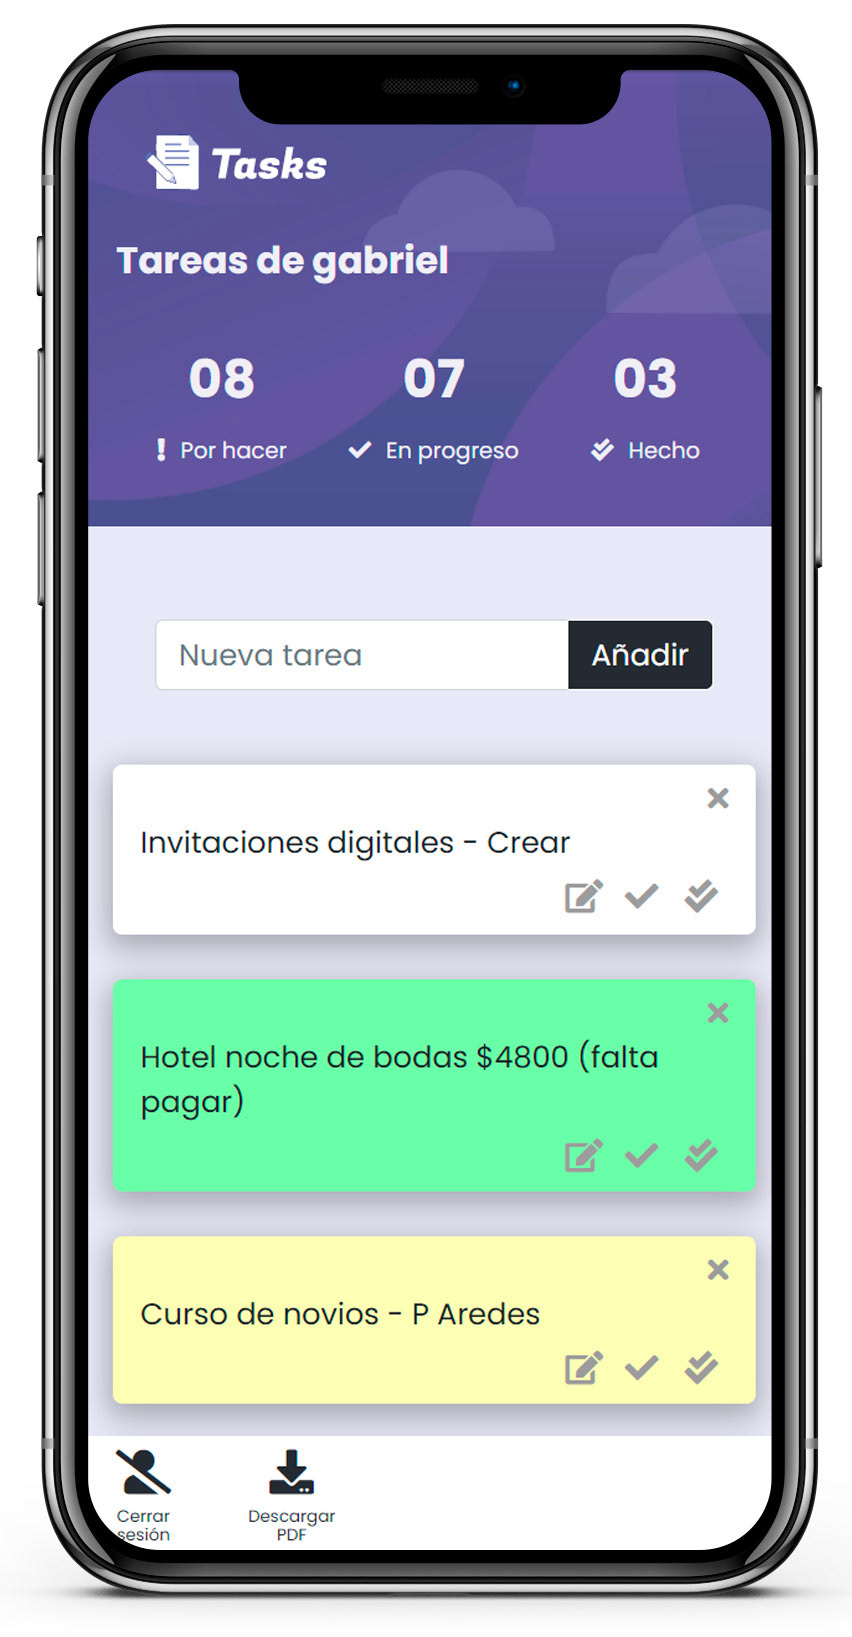 Tasks
Tareas de gabriel
08
07
03
Por hacer
En progreso
Hecho
Nueva tarea
Añadir
Invitaciones digitales - Crear
Hotel noche de bodas $4800 (falta
pagar)
Curso de novios - P Aredes
Cerrar
sesión
Descargar
PDF